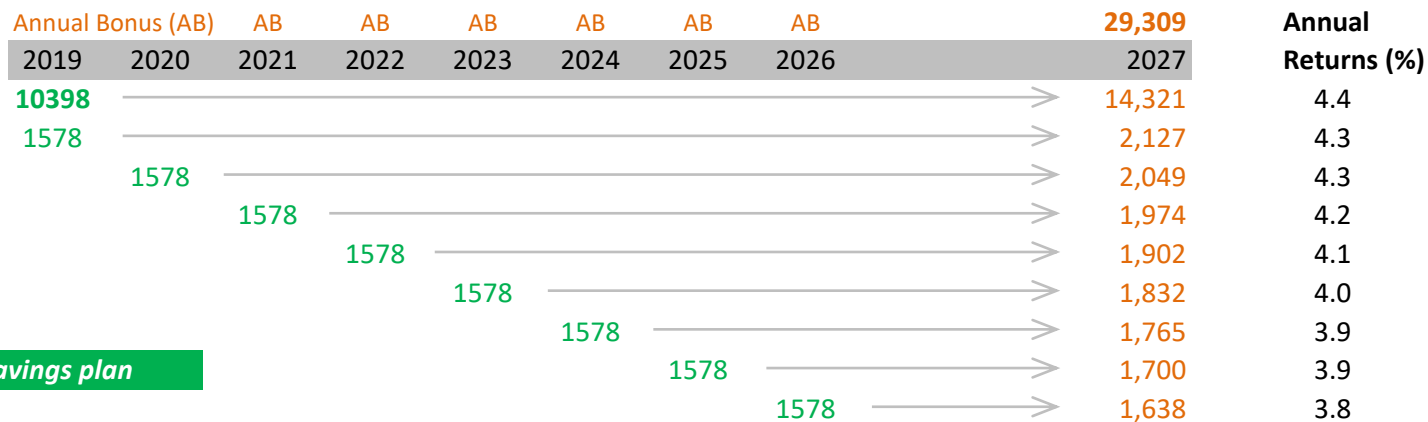 Annual Bonus (AB) AB AB AB AB AB AB 29,309 Annual
2019 2020 2021 2022 2023 2024 2025 2026 2027 Returns (%)
10398 14,321 4.4
1578 2,127 4.3
1578 2,049 4.3
1578 1,974 4.2
1578 1,902 4.1
1578 1,832 4.0
1578 1,765 3.9
avings plan 1578 1,700 3.9
1578 1,638 3.8